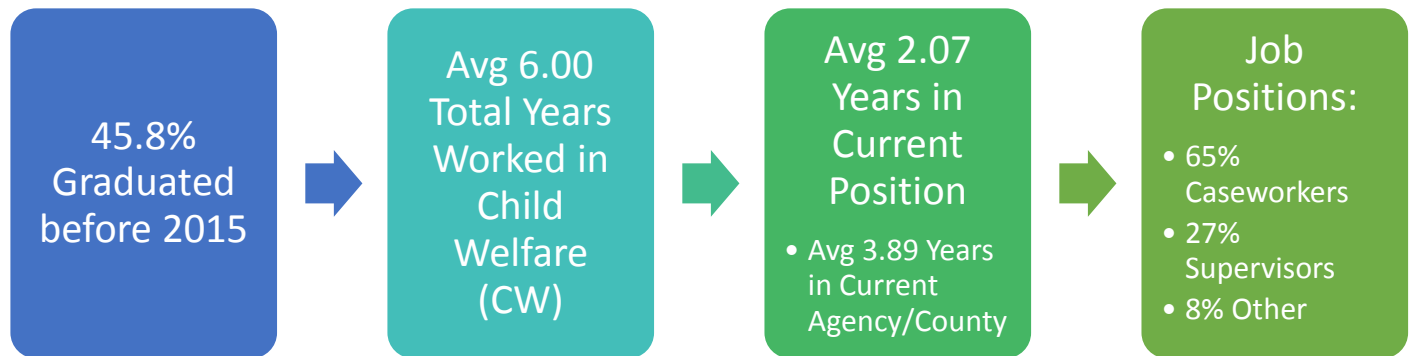 45.8%
Graduated
before 2015
Avg 6.00
Total Years
Worked in
Child
Welfare
(CW)
Avg 2.07
Years in
Current
Position
• Avg 3.89 Years
in Current
Agency/County
Job
Positions:
• 65%
Caseworkers
• 27%
Supervisors
• 8% Other